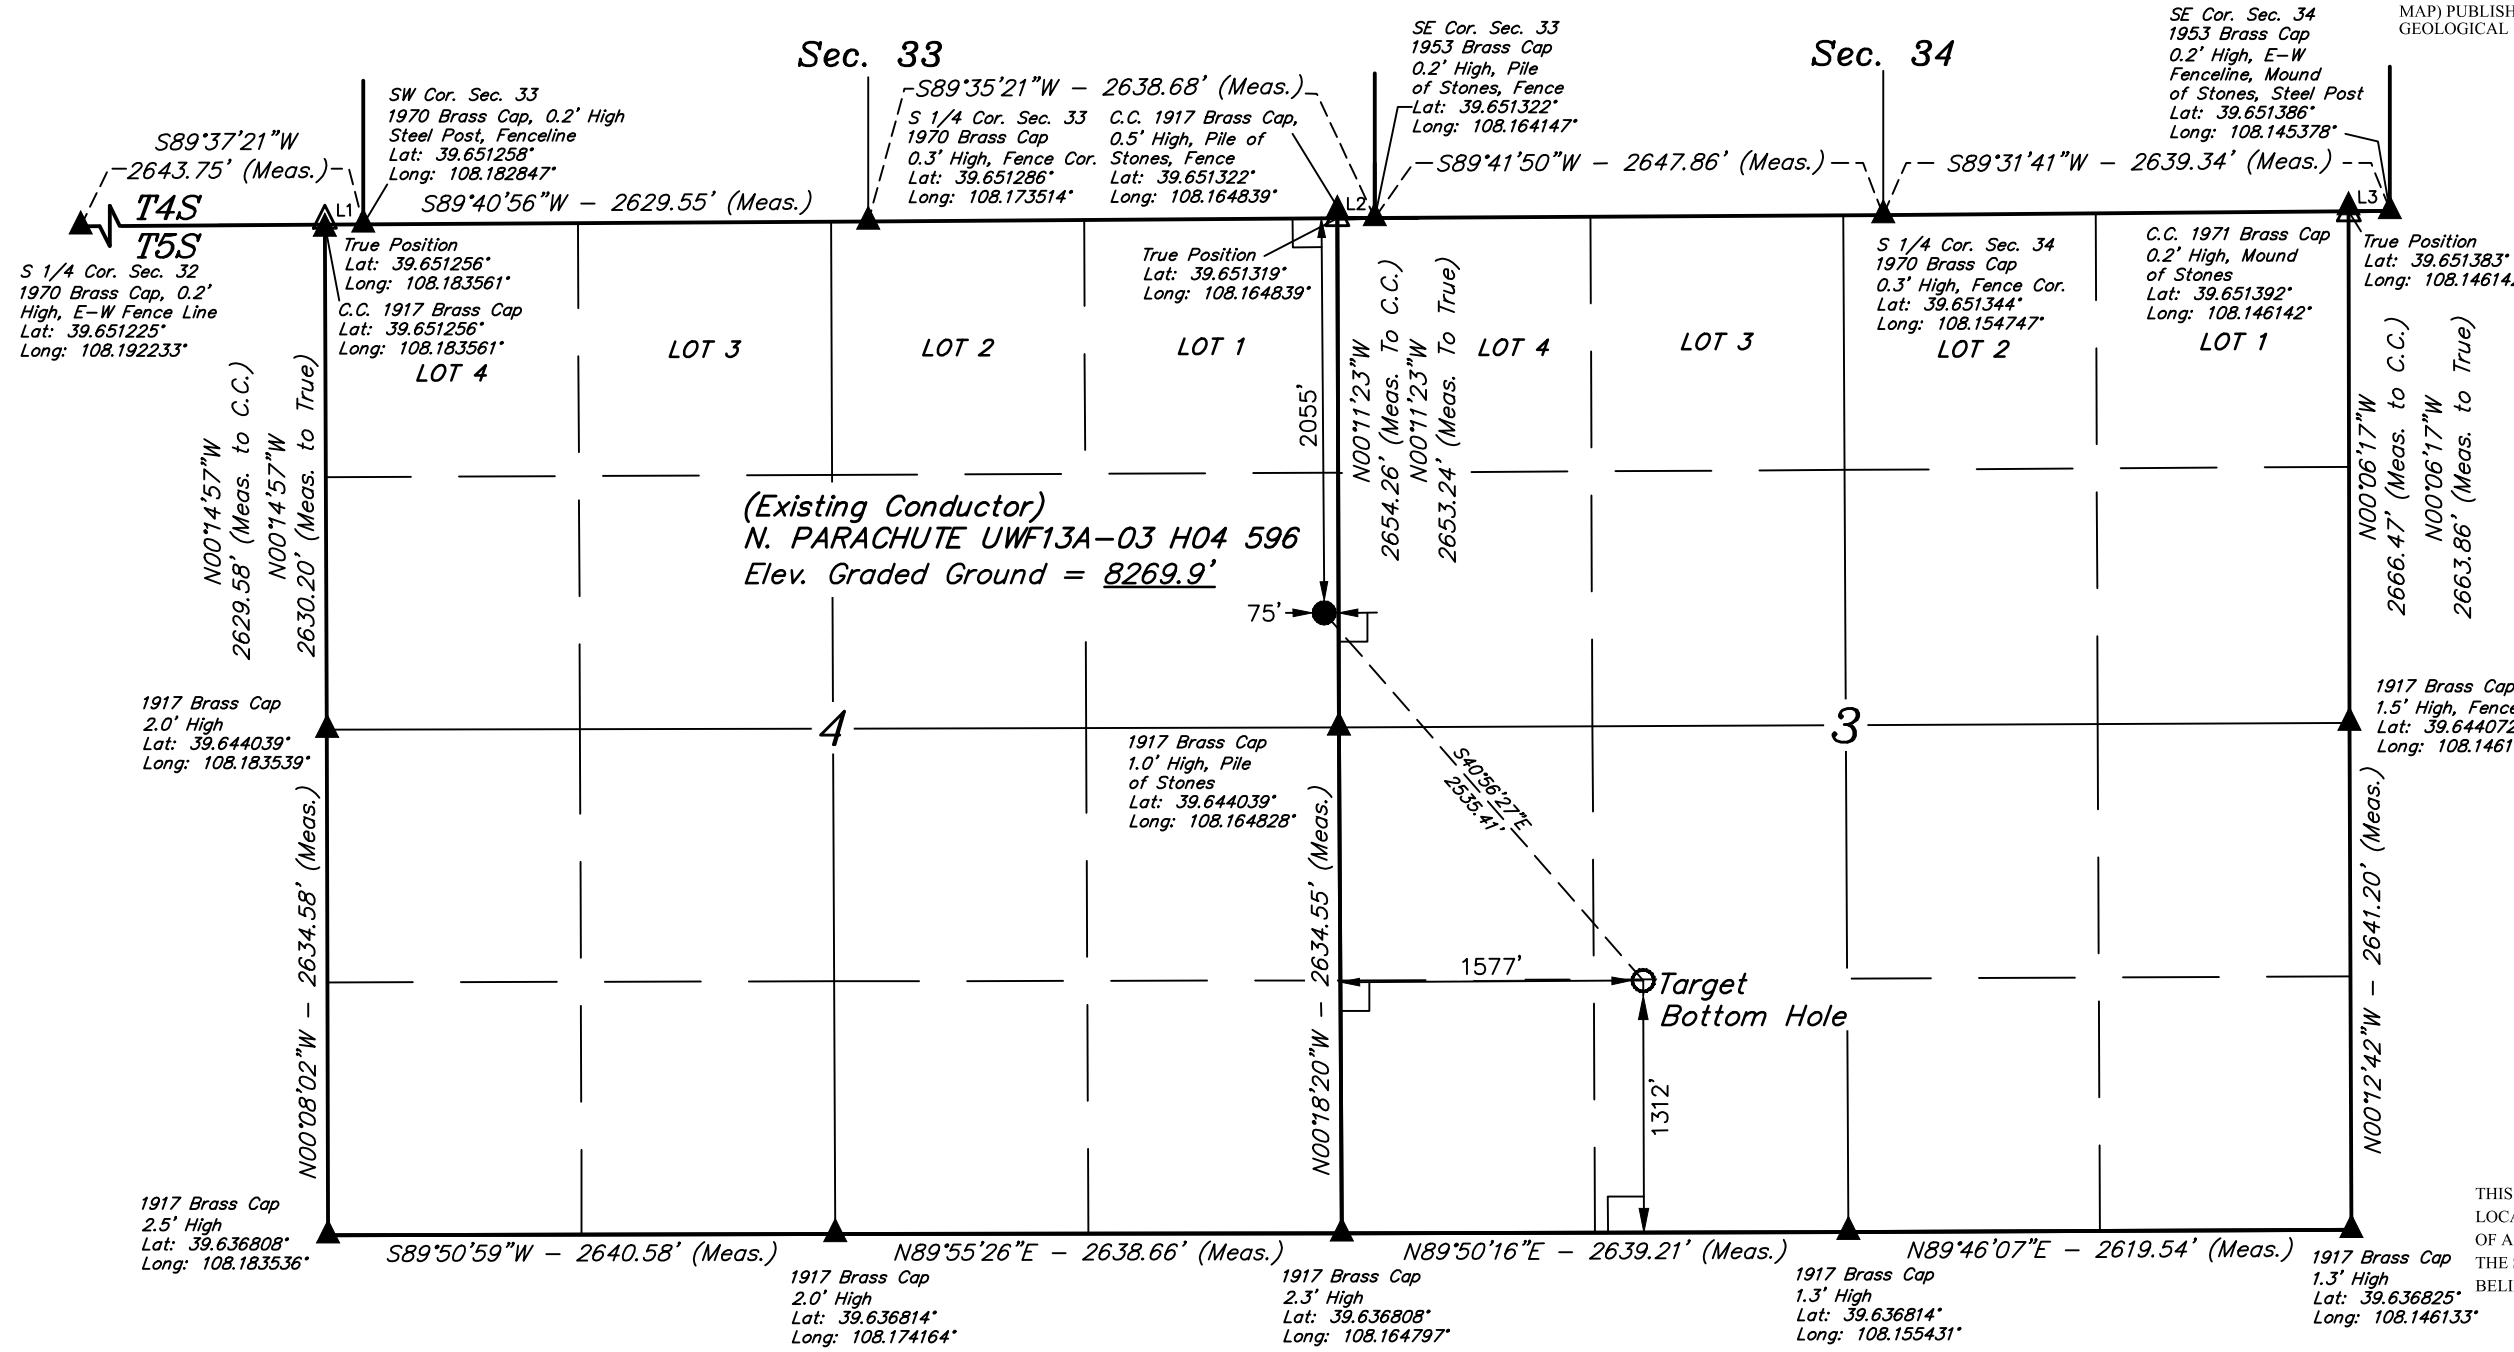 MAP) PUBLISH
GEOLOGICAL
Sec. 33
Sec. 34
S89°37'21"W
2643.75' (Meas.)
T4S
T5S
S 1/4 Cor. Sec. 32
1970 Brass Cap, 0.2'
High, E-W Fence Line
Lat: 39.651225°
Long: 108.192233°
SW Cor. Sec. 33
1970 Brass Cap, 0.2' High
Steel Post, Fenceline
Lat: 39.651258°
Long: 108.182847°
L1
S89°40'56"W - 2629.55' (Meas.)
True Position
Lat: 39.651256°
Long: 108.183561°
C.C. 1917 Brass Cap
Lat: 39.651256°
Long: 108.183561°
S89°35'21"W - 2638.68' (Meas.)
S 1/4 Cor. Sec. 33
1970 Brass Cap
0.3' High, Fence Cor.
Lat: 39.651286°
Long: 108.173514°
C.C. 1917 Brass Cap,
0.5' High, Pile of
Stones, Fence
Lat: 39.651322°
Long: 108.164839°
L2
True Position
Lat: 39.651319°
Long: 108.164839°
SE Cor. Sec. 33
1953 Brass Cap
0.2' High, Pile
of Stones, Fence
Lat: 39.651322°
Long: 108.164147°
S89°41'50"W - 2647.86' (Meas.)
S89°31'41"W - 2639.34' (Meas.)
SE Cor. Sec. 34
1953 Brass Cap
0.2' High, E-W
Fenceline, Mound
of Stones, Steel Post
Lat: 39.651386°
Long: 108.145378°
L3
S 1/4 Cor. Sec. 34
1970 Brass Cap
0.3' High, Fence Cor.
Lat: 39.651344°
Long: 108.154747°
C.C. 1971 Brass Cap
0.2' High, Mound
of Stones
Lat: 39.651392°
Long: 108.146142°
True Position
Lat: 39.651383°
Long: 108.146142
LOT 4
LOT 3
LOT 2
LOT 1
LOT 4
LOT 3
LOT 2
LOT 1
N00°14'57"W
2629.58' (Meas. to C.C.)
N00°14'57"W
2630.20' (Meas. to True)
2055'
N00°11'23"W
2654.26' (Meas. To C.C.)
N00°11'23"W
2653.24' (Meas. To True)
N00°06'17"W
2666.47' (Meas. to C.C.)
N00°06'17"W
2663.86' (Meas. to True)
(Existing Conductor)
N. PARACHUTE UWF13A-03 H04 596
Elev. Graded Ground = 8269.9'
75'
1917 Brass Cap
2.0' High
Lat: 39.644039°
Long: 108.183539°
4
1917 Brass Cap
1.0' High, Pile
of Stones
Lat: 39.644039°
Long: 108.164828°
3
1917 Brass Cap
1.5' High, Fence
Lat: 39.644072
Long: 108.1461
S40°56'27"E
2535.41'
N00°08'02"W - 2634.58' (Meas.)
N00°18'20"W - 2634.55' (Meas.)
N00°12'42"W - 2641.20' (Meas.)
1577'
Target
Bottom Hole
1312'
1917 Brass Cap
2.5' High
Lat: 39.636808°
Long: 108.183536°
S89°50'59"W - 2640.58' (Meas.)
N89°55'26"E - 2638.66' (Meas.)
N89°50'16"E - 2639.21' (Meas.)
N89°46'07"E - 2619.54' (Meas.)
1917 Brass Cap
2.0' High
Lat: 39.636814°
Long: 108.174164°
1917 Brass Cap
2.3' High
Lat: 39.636808°
Long: 108.164797°
1917 Brass Cap
1.3' High
Lat: 39.636814°
Long: 108.155431°
1917 Brass Cap
1.3' High
Lat: 39.636825°
Long: 108.146133°
THIS
LOCA
OF A
THE
BELI